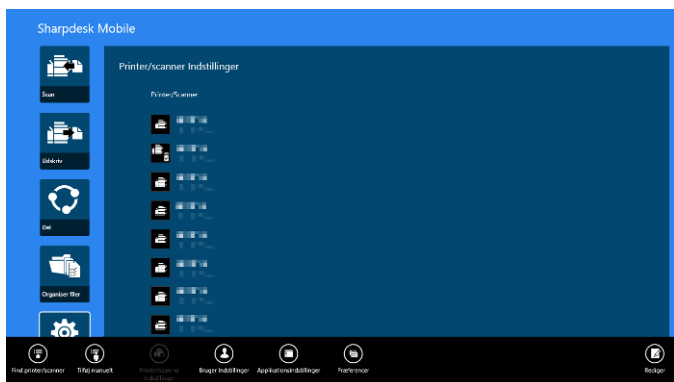 Sharpdesk Mobile
Printer/scanner Indstillinger
Scan
Printer/Scanner
Udskriv
Del
Organiser filer
Find printer/scanner
Tilføj manuelt
Printer/scanner
Indstillinger
Bruger Indstillinger
Applikationsindstillinger
Præferencer
Rediger